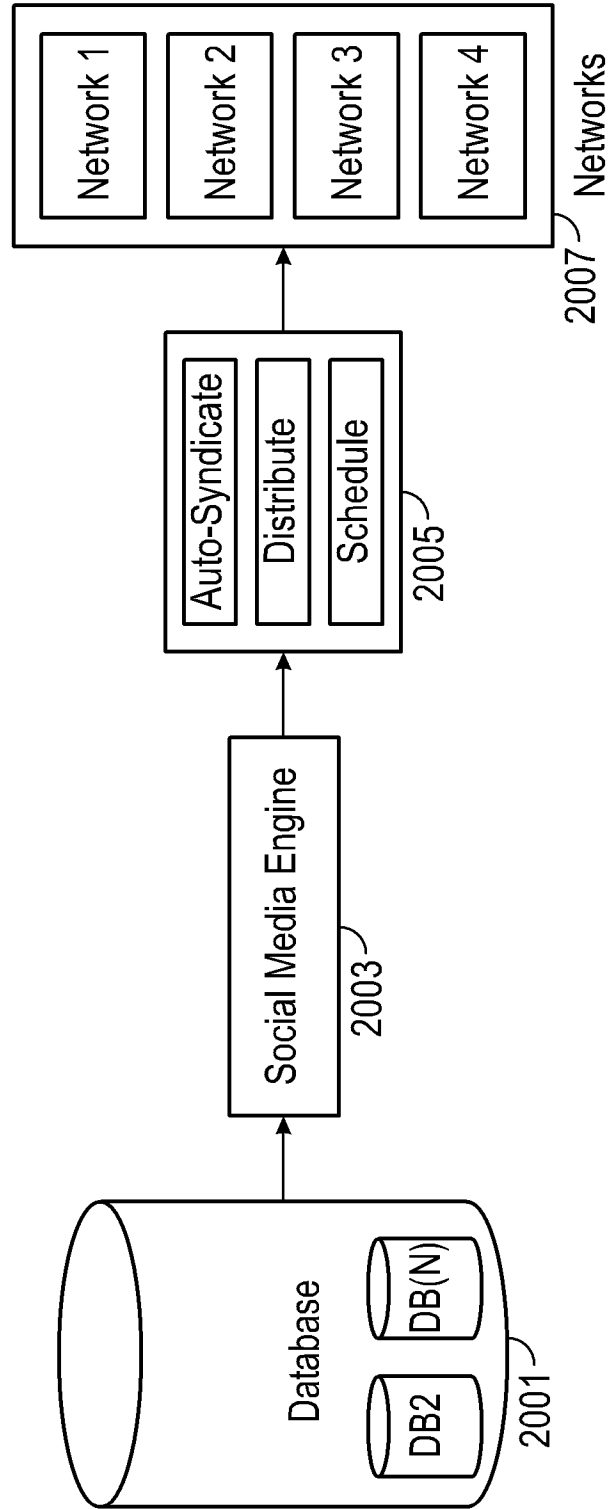 Database
DB2
DB(N)
2001
Social Media Engine
2003
Auto-Syndicate
Distribute
Schedule
2005
Network 1
Network 2
Network 3
Network 4
2007
Networks